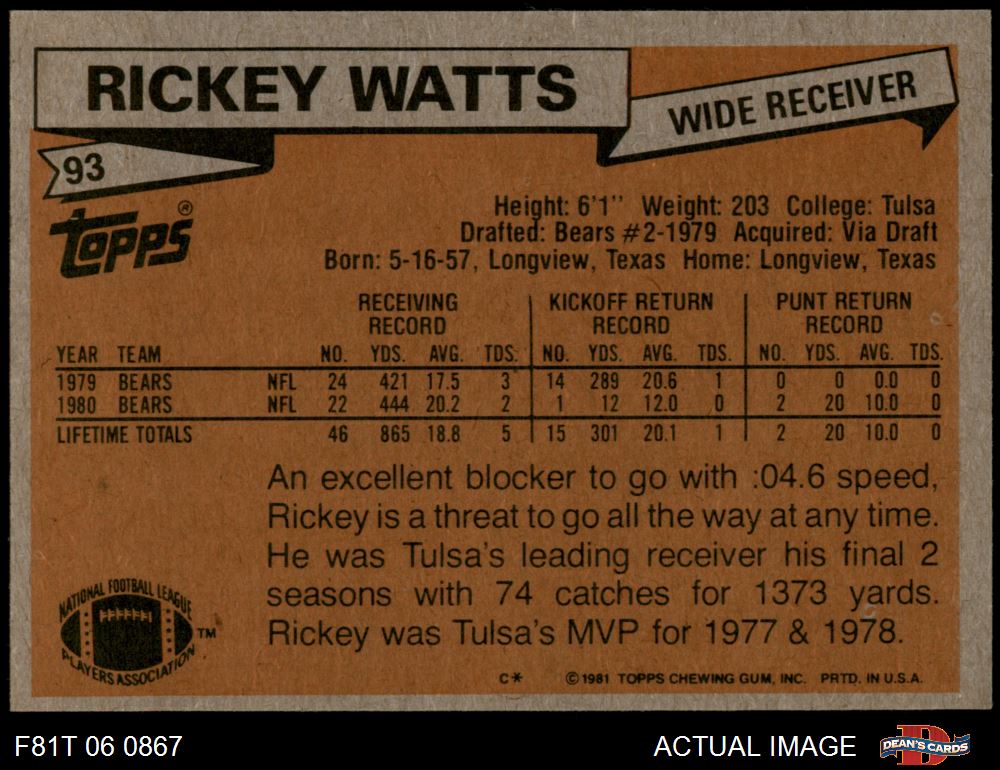 RICKEY WATTS
WIDE RECEIVER
93
Topps®
Height: 6'1" Weight: 203 College: Tulsa
Drafted: Bears #2-1979 Acquired: Via Draft
Born: 5-16-57, Longview, Texas Home: Longview, Texas
RECEIVING RECORD KICKOFF RETURN RECORD PUNT RETURN RECORD
YEAR TEAM NO. YDS. AVG. TDS. NO. YDS. AVG. TDS. NO. YDS. AVG. TDS.
1979 BEARS NFL 24 421 17.5 3 14 289 20.6 1 0 0 0.0 0
1980 BEARS NFL 22 444 20.2 2 1 12 12.0 0 2 20 10.0 0
LIFETIME TOTALS 46 865 18.8 5 15 301 20.1 1 2 20 10.0 0
An excellent blocker to go with :04.6 speed,
Rickey is a threat to go all the way at any time.
He was Tulsa's leading receiver his final 2
seasons with 74 catches for 1373 yards.
Rickey was Tulsa's MVP for 1977 & 1978.
NATIONAL FOOTBALL LEAGUE
PLAYERS ASSOCIATION
TM
C* ©1981 TOPPS CHEWING GUM, INC. PRTD. IN U.S.A.
F81T 06 0867
ACTUAL IMAGE
D
DEAN'S CARDS